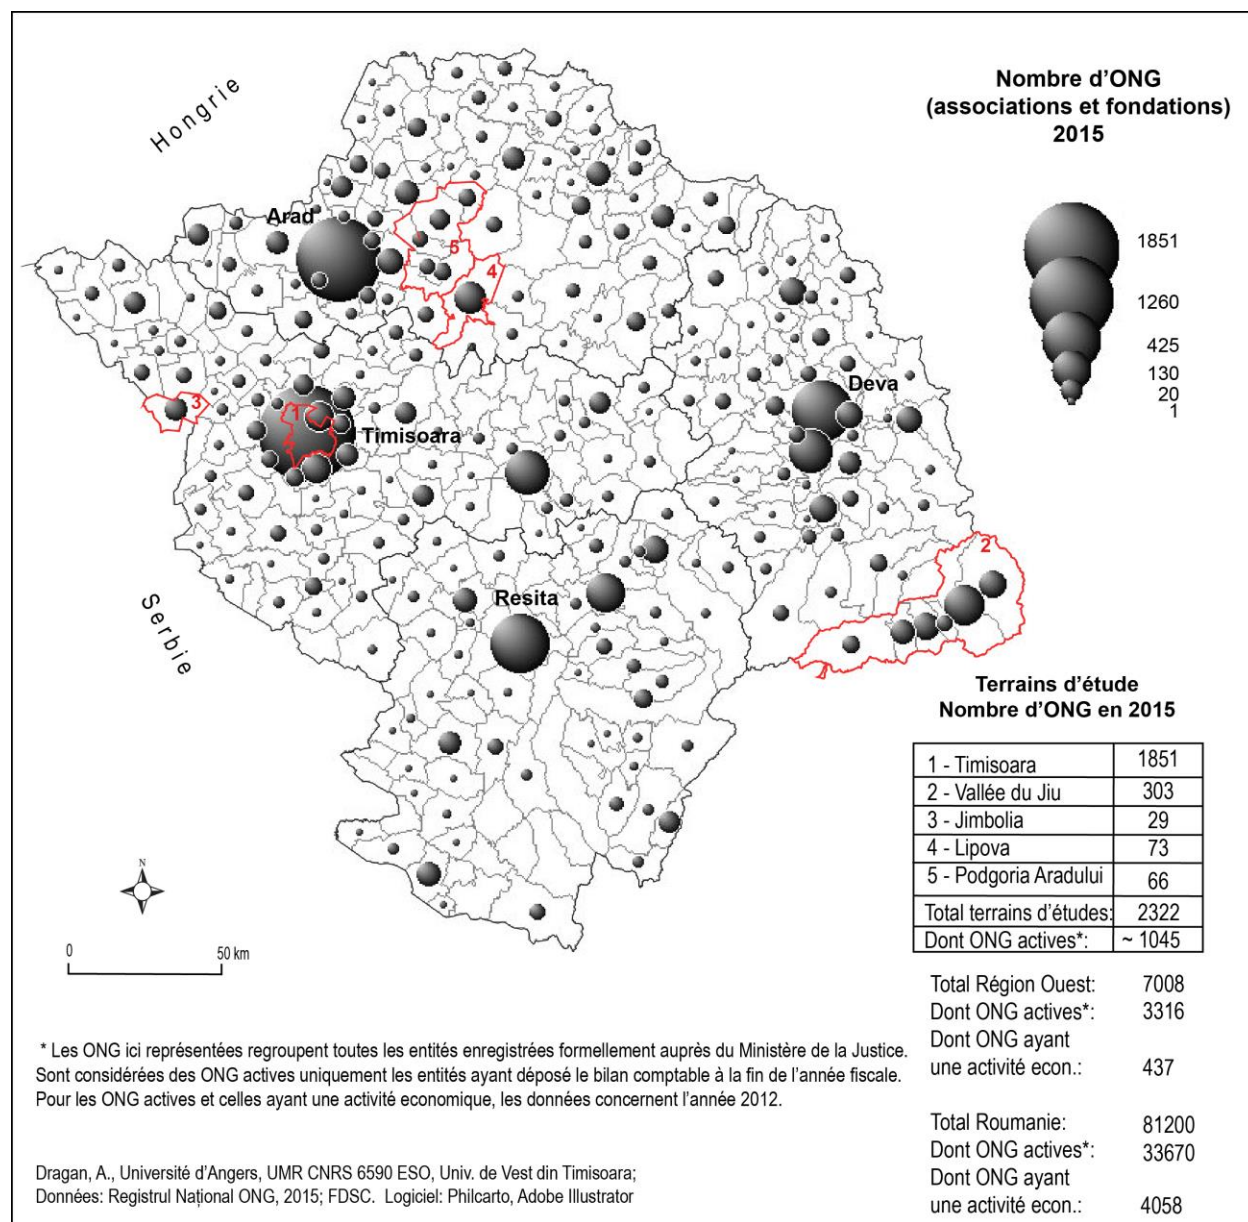 Hongrie
Serbie
Arad
Timisoara
Deva
Resita
1
2
3
4
5
Nombre d’ONG
(associations et fondations)
2015
1851
1260
425
130
20
1
Terrains d’étude
Nombre d’ONG en 2015
1 - Timisoara 1851
2 - Vallée du Jiu 303
3 - Jimbolia 29
4 - Lipova 73
5 - Podgoria Aradului 66
Total terrains d’études: 2322
Dont ONG actives*: ~ 1045
Total Région Ouest: 7008
Dont ONG actives*: 3316
Dont ONG ayant
une activité econ.: 437
Total Roumanie: 81200
Dont ONG actives*: 33670
Dont ONG ayant
une activité econ.: 4058
N
0 50 km
* Les ONG ici représentées regroupent toutes les entités enregistrées formellement auprès du Ministère de la Justice.
Sont considérées des ONG actives uniquement les entités ayant déposé le bilan comptable à la fin de l’année fiscale.
Pour les ONG actives et celles ayant une activité economique, les données concernent l’année 2012.
Dragan, A., Université d’Angers, UMR CNRS 6590 ESO, Univ. de Vest din Timisoara;
Données: Registrul Național ONG, 2015; FDSC. Logiciel: Philcarto, Adobe Illustrator